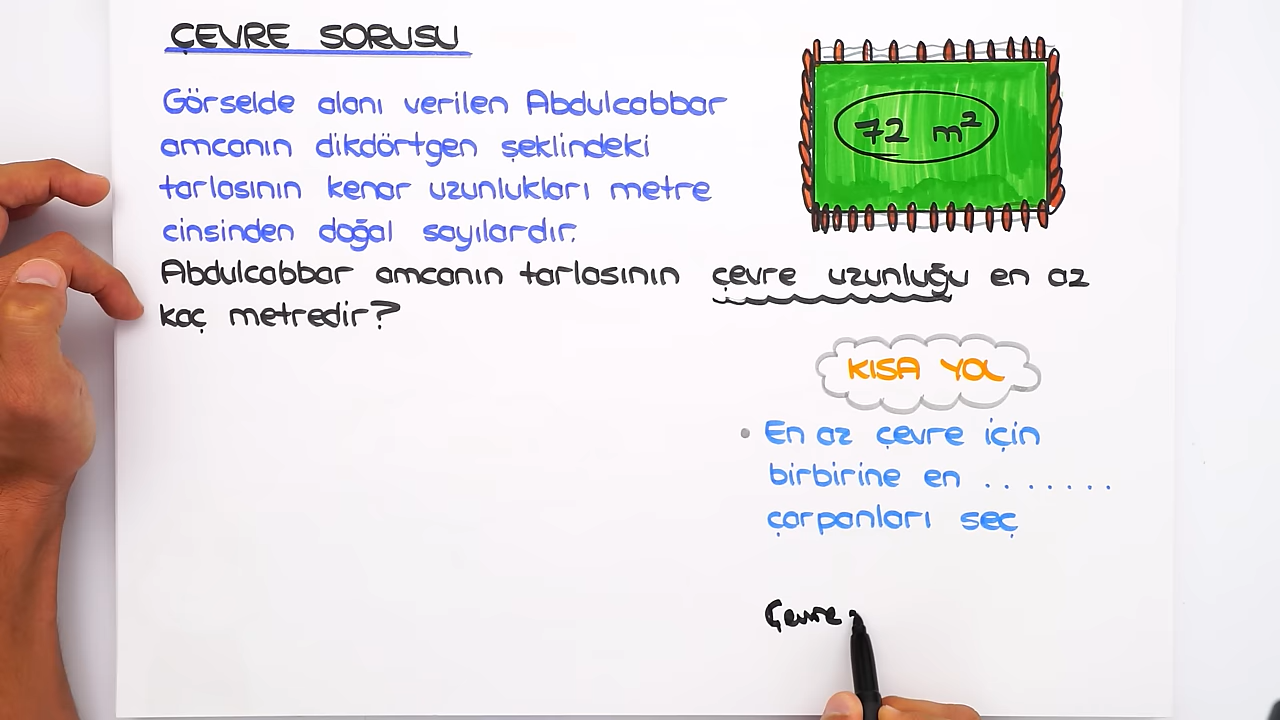 ÇEVRE SORUSU
Görselde alanı verilen Abdulcabbar
amcanın dikdörtgen şeklindeki
tarlasının kenar uzunlukları metre
cinsinden doğal sayılardır.
Abdulcabbar amcanın tarlasının çevre uzunluğu en az
kaç metredir?
72 m²
KISA YOL
• En az çevre için
birbirine en .......
çarpanları seç
Çevre